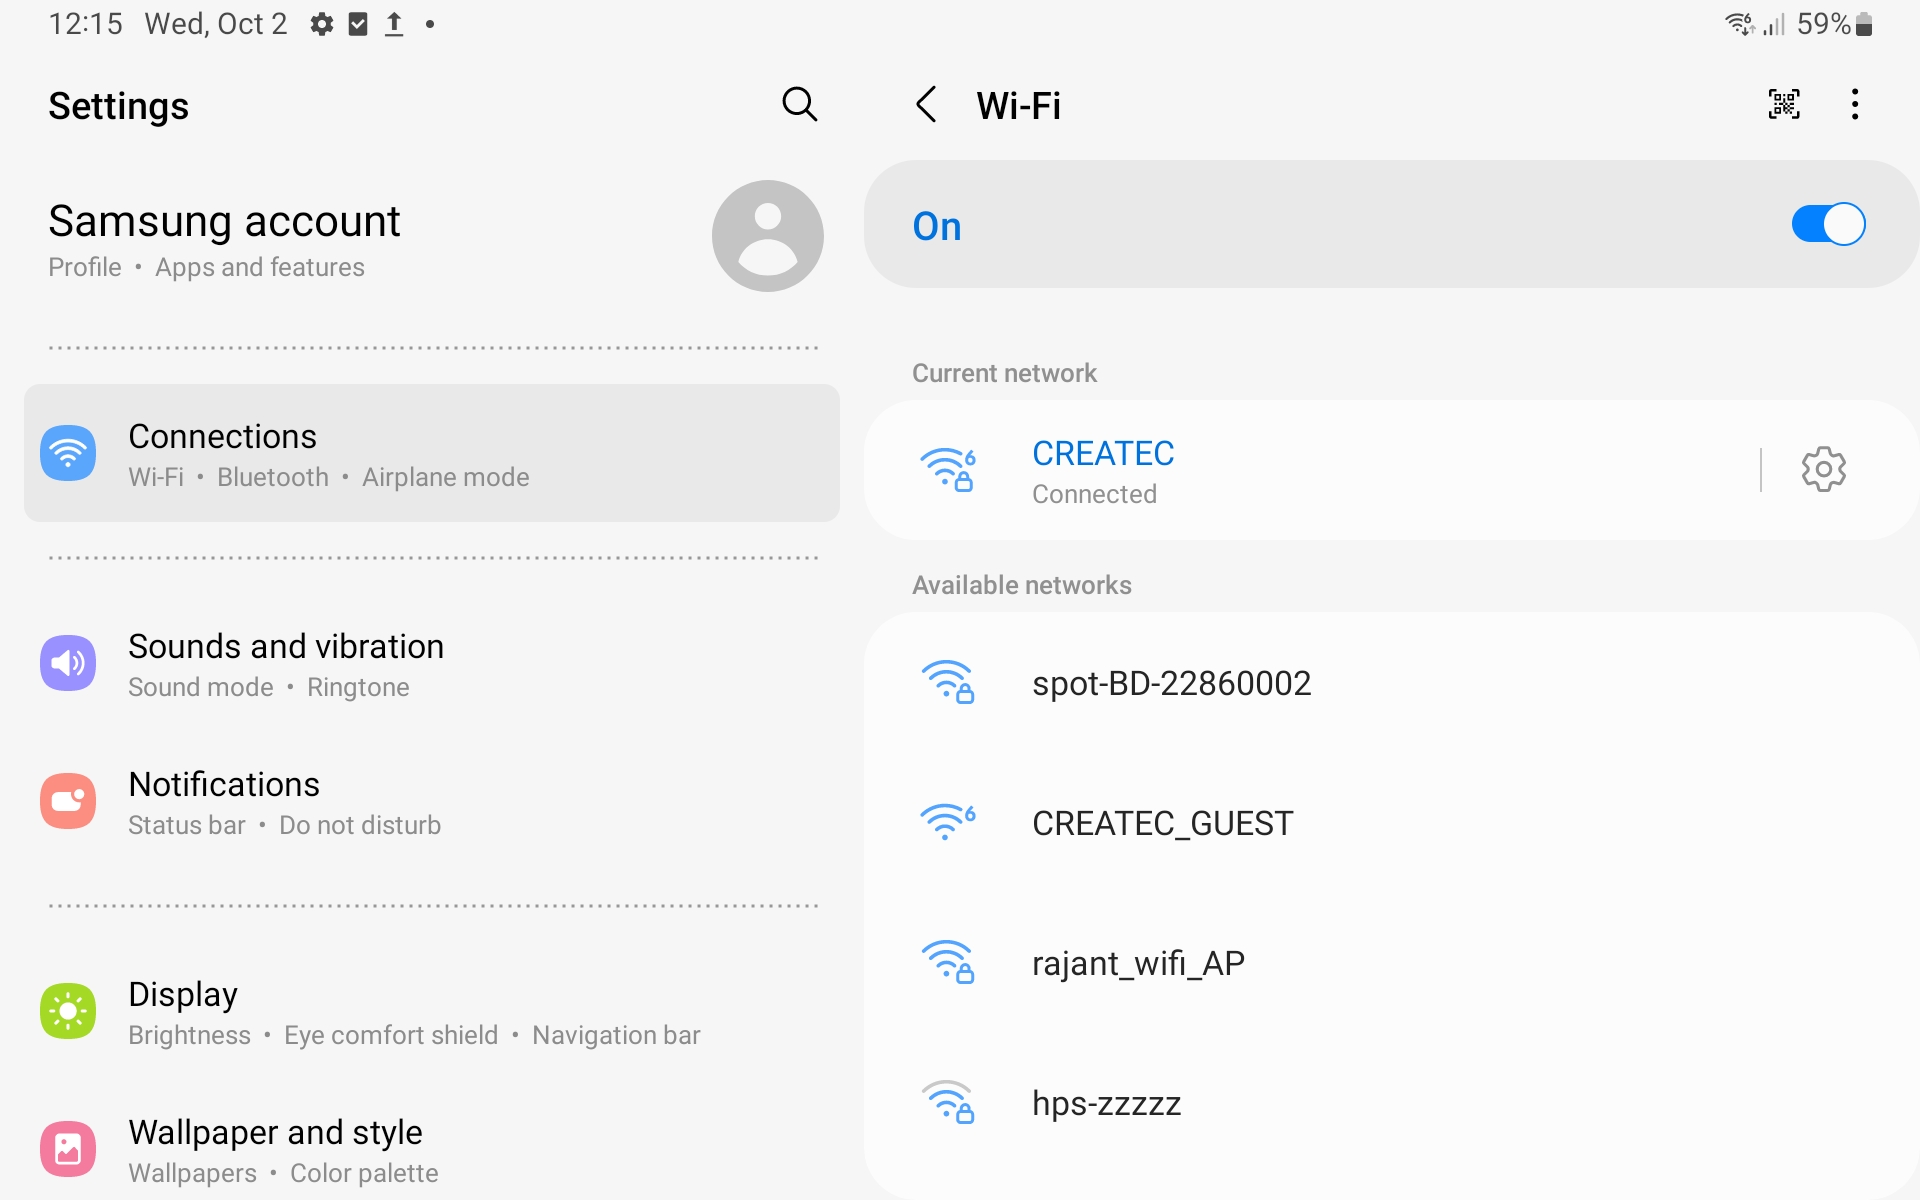 12:15 Wed, Oct 2
59%
Settings
Samsung account
Profile • Apps and features
Connections
Wi-Fi • Bluetooth • Airplane mode
Sounds and vibration
Sound mode • Ringtone
Notifications
Status bar • Do not disturb
Display
Brightness • Eye comfort shield • Navigation bar
Wallpaper and style
Wallpapers • Color palette
Wi-Fi
On
Current network
6
CREATEC
Connected
Available networks
spot-BD-22860002
6
CREATEC_GUEST
rajant_wifi_AP
hps-zzzzz